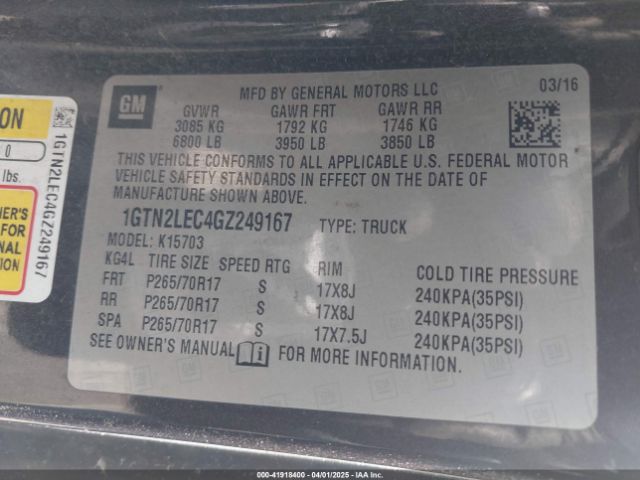 GM
MFD BY GENERAL MOTORS LLC 03/16
GVWR GAWR FRT GAWR RR
3085 KG 1792 KG 1746 KG
6800 LB 3950 LB 3850 LB
THIS VEHICLE CONFORMS TO ALL APPLICABLE U.S. FEDERAL MOTOR
VEHICLE SAFETY STANDARDS IN EFFECT ON THE DATE OF
MANUFACTURE SHOWN ABOVE.
1GTN2LEC4GZ249167 TYPE: TRUCK
MODEL: K15703
KG4L TIRE SIZE SPEED RTG RIM COLD TIRE PRESSURE
FRT P265/70R17 S 17X8J 240KPA(35PSI)
RR P265/70R17 S 17X8J 240KPA(35PSI)
SPA P265/70R17 S 17X7.5J 240KPA(35PSI)
SEE OWNER'S MANUAL FOR MORE INFORMATION.
ON
0
lbs.
NER'S
FOR
NAL
1GTN2LEC4GZ249167
000-41918400 - 04/01/2025 - COPYRIGHT IAA